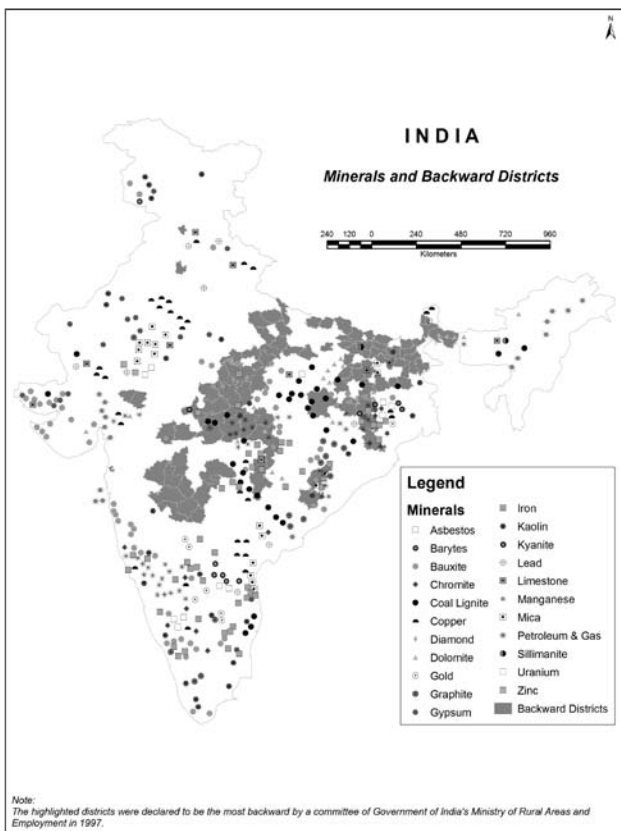 N
INDIA
Minerals and Backward Districts
240 120 0 240 480 720 960
Kilometers
Legend
Minerals
Asbestos
Barytes
Bauxite
Chromite
Coal Lignite
Copper
Diamond
Dolomite
Gold
Graphite
Gypsum
Iron
Kaolin
Kyanite
Lead
Limestone
Manganese
Mica
Petroleum & Gas
Sillimanite
Uranium
Zinc
Backward Districts
Note:
The highlighted districts were declared to be the most backward by a committee of Government of India's Ministry of Rural Areas and
Employment in 1997.